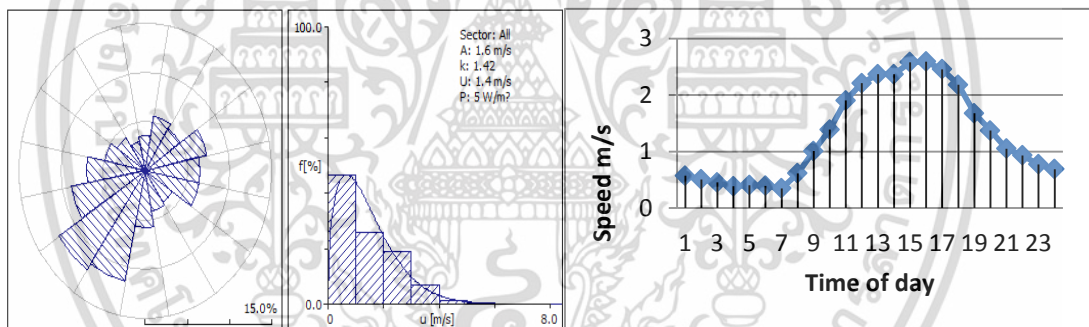 15.0%
100.0
f[%]
0.0
0
u [m/s]
8.0
Sector: All
A: 1.6 m/s
k: 1.42
U: 1.4 m/s
P: 5 W/m?
Speed m/s
3
2
1
0
1 3 5 7 9 11 13 15 17 19 21 23
Time of day